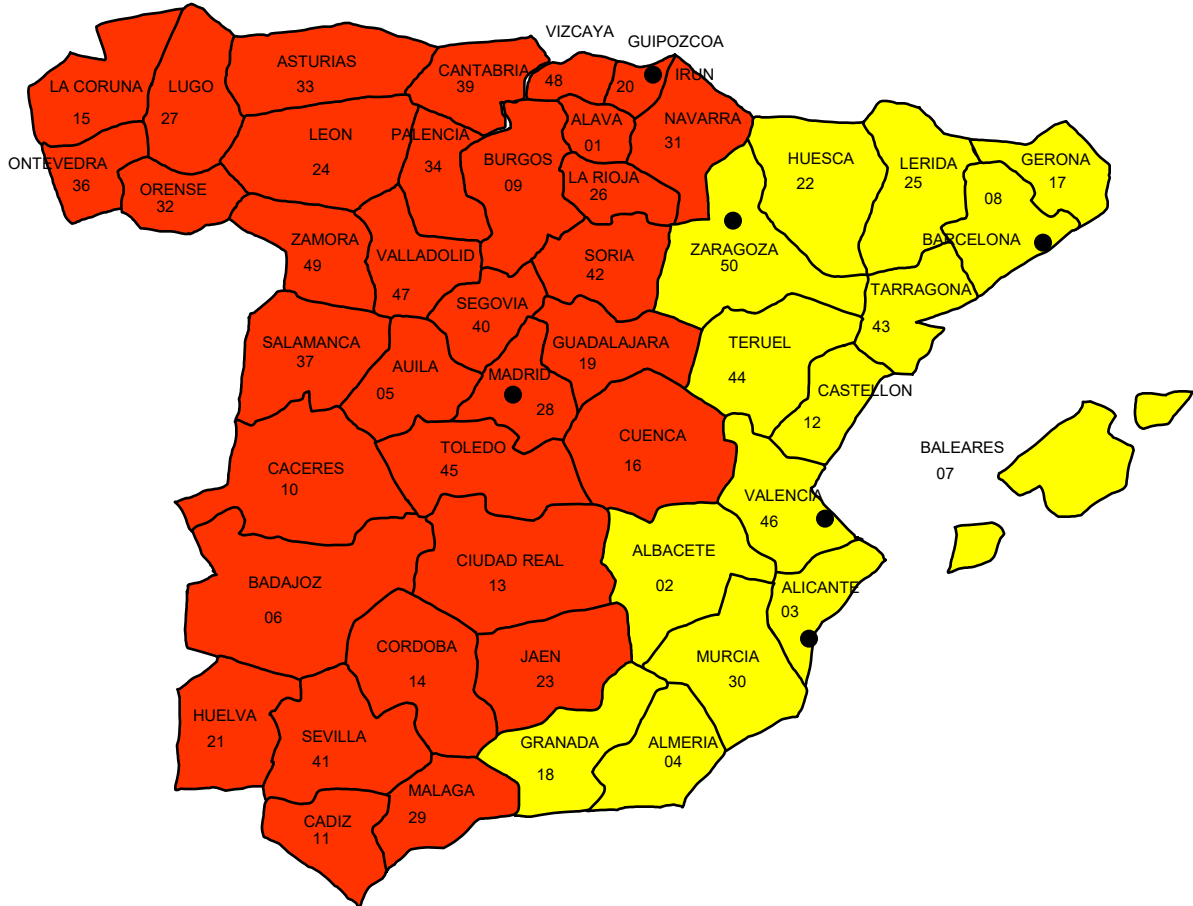 VIZCAYA
GUIPOZCOA
ASTURIAS
33
CANTABRIA
39
48
20
IRUN
LA CORUNA
15
LUGO
27
LEON
24
PALENCIA
34
BURGOS
09
ALAVA
01
NAVARRA
31
LA RIOJA
26
HUESCA
22
LERIDA
25
GERONA
17
08
BARCELONA
ONTEVEDRA
36
ORENSE
32
ZAMORA
49
VALLADOLID
47
SORIA
42
ZARAGOZA
50
TARRAGONA
43
SEGOVIA
40
SALAMANCA
37
AUILA
05
MADRID
28
GUADALAJARA
19
TERUEL
44
CASTELLON
12
CACERES
10
TOLEDO
45
CUENCA
16
BALEARES
07
VALENCIA
46
BADAJOZ
06
CIUDAD REAL
13
ALBACETE
02
ALICANTE
03
CORDOBA
14
JAEN
23
MURCIA
30
HUELVA
21
SEVILLA
41
GRANADA
18
ALMERIA
04
CADIZ
11
MALAGA
29